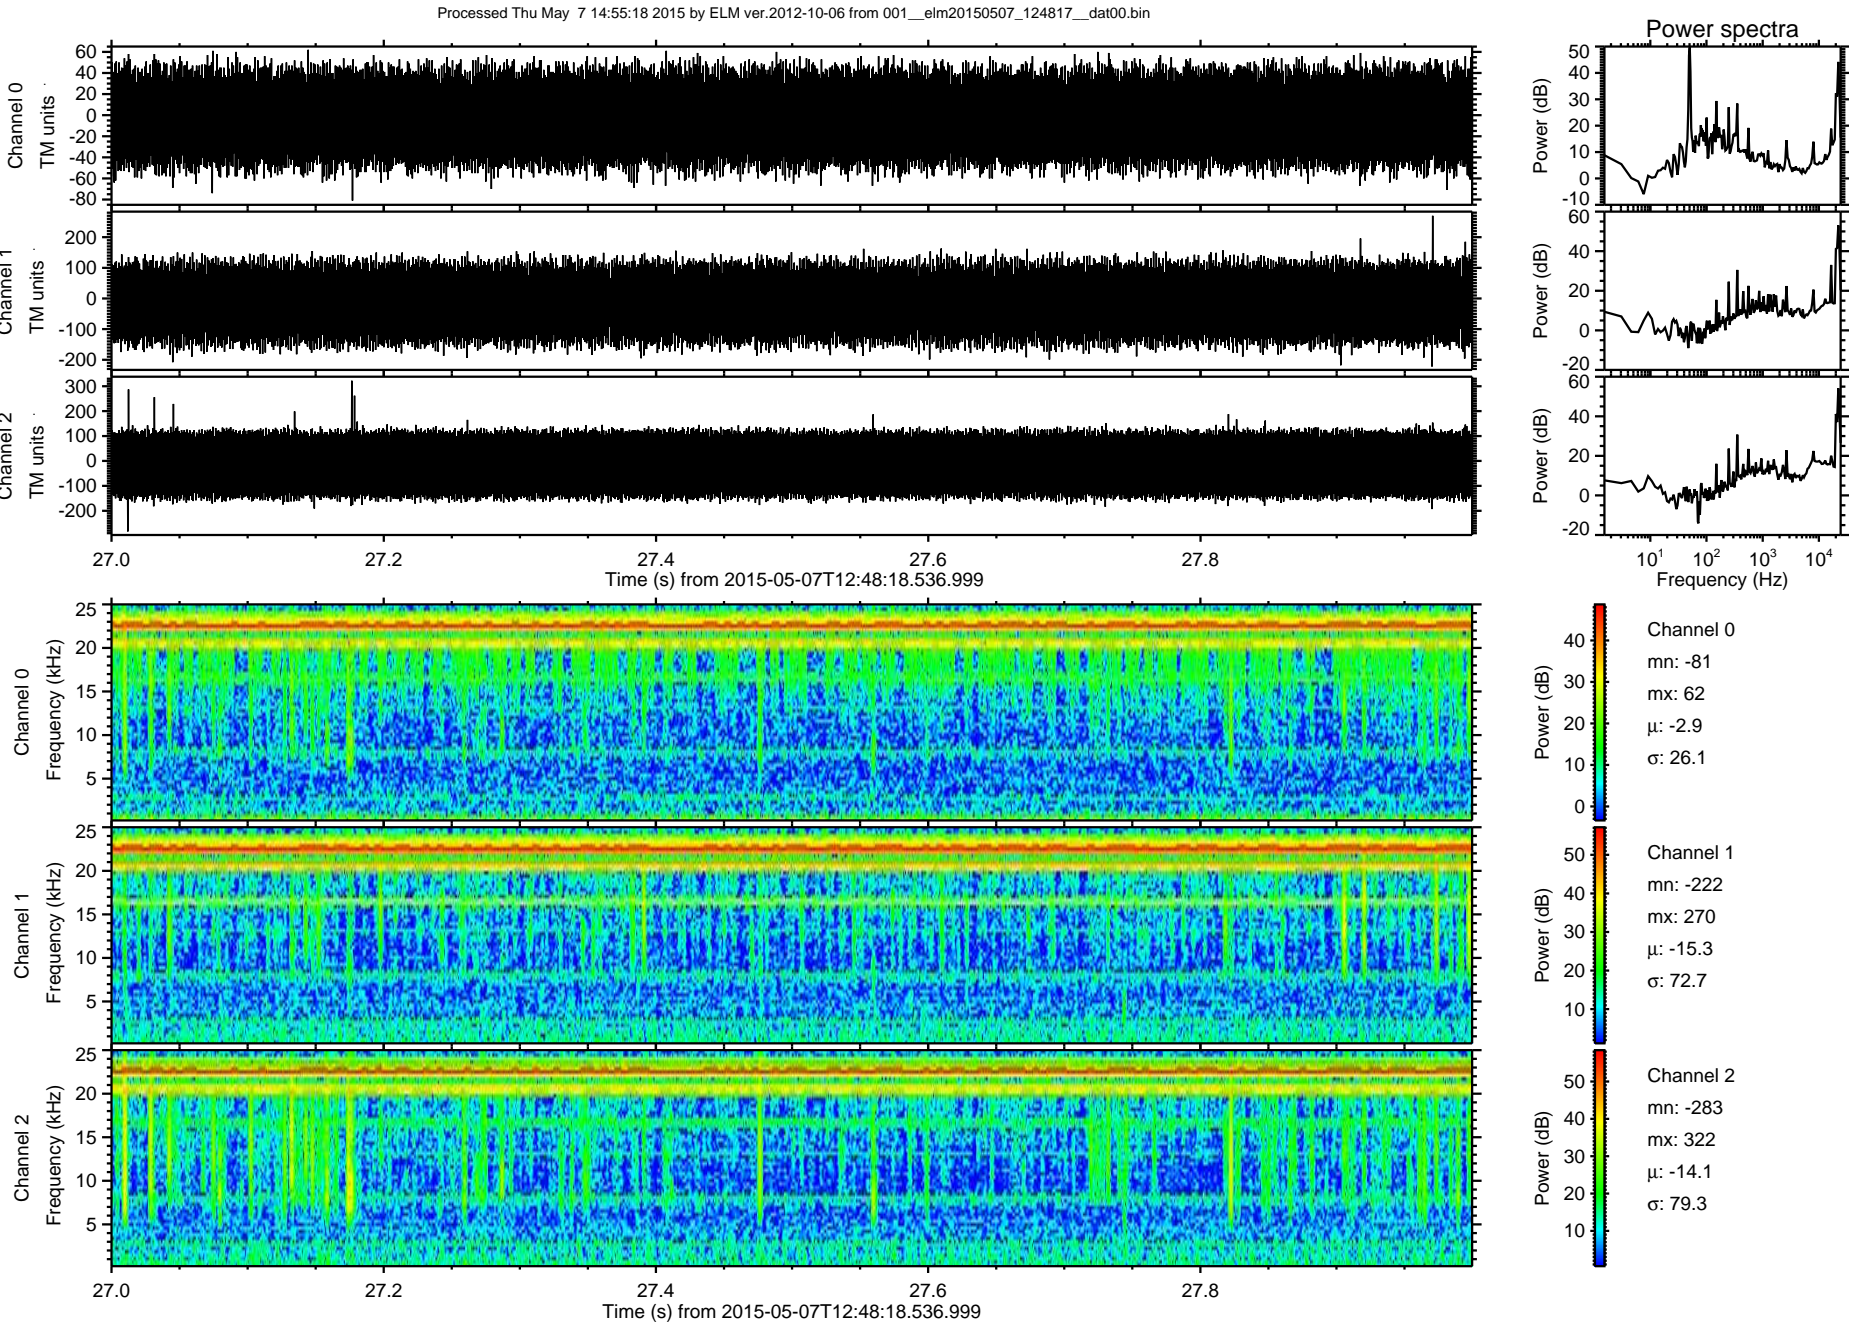 Processed Thu May  7 14:55:18 2015 by ELM ver.2012-10-06 from 001__elm20150507_124817__dat00.bin
Power spectra
Channel 0
TM units
60
40
20
0
-20
-40
-60
-80
Power (dB)
50
40
30
20
10
0
-10
Channel 1
TM units
200
100
0
-100
-200
Power (dB)
60
40
20
0
-20
Channel 2
TM units
300
200
100
0
-100
-200
Power (dB)
60
40
20
0
-20
27.0 27.2 27.4 27.6 27.8
Time (s) from 2015-05-07T12:48:18.536.999
10^1 10^2 10^3 10^4
Frequency (Hz)
Channel 0
Frequency (kHz)
25
20
15
10
5
Power (dB)
40
30
20
10
0
Channel 0
mn: -81
mx: 62
μ: -2.9
σ: 26.1
Channel 1
Frequency (kHz)
25
20
15
10
5
Power (dB)
50
40
30
20
10
Channel 1
mn: -222
mx: 270
μ: -15.3
σ: 72.7
Channel 2
Frequency (kHz)
25
20
15
10
5
Power (dB)
50
40
30
20
10
Channel 2
mn: -283
mx: 322
μ: -14.1
σ: 79.3
27.0 27.2 27.4 27.6 27.8
Time (s) from 2015-05-07T12:48:18.536.999